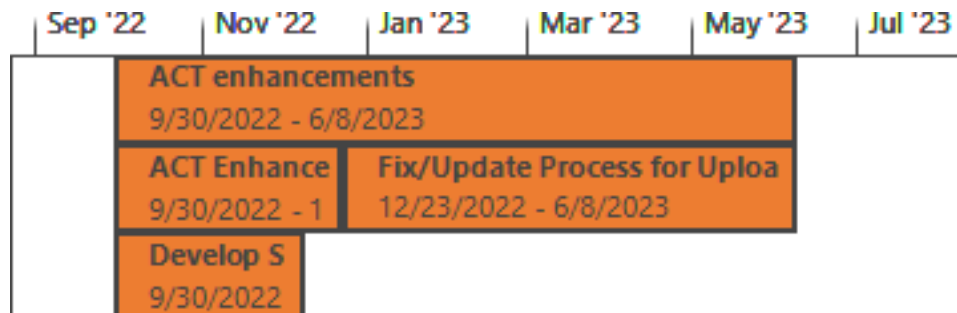 Sep '22 Nov '22 Jan '23 Mar '23 May '23 Jul '23
ACT enhancements
9/30/2022 - 6/8/2023
ACT Enhance Fix/Update Process for Uploa
9/30/2022 - 1 12/23/2022 - 6/8/2023
Develop S
9/30/2022